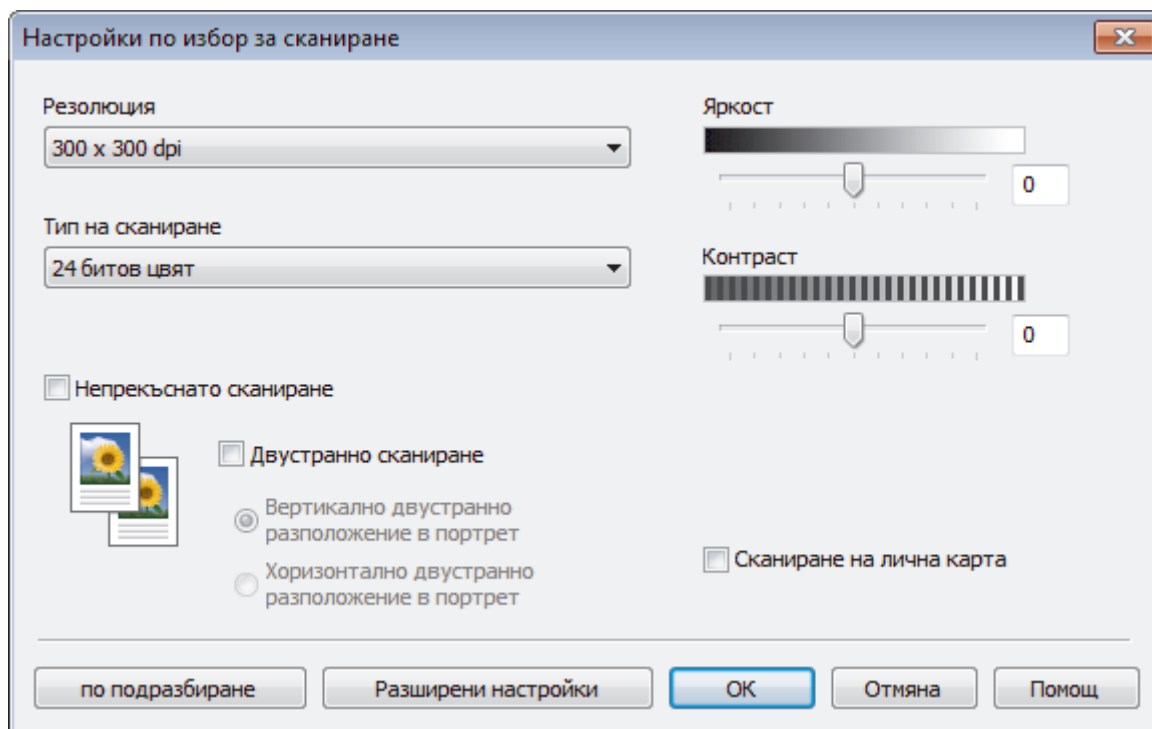 Настройки по избор за сканиране
Резолюция
300 x 300 dpi
Тип на сканиране
24 битов цвят
Яркост
0
Контраст
0
Непрекъснато сканиране
Двустранно сканиране
Вертикално двустранно
разположение в портрет
Хоризонтално двустранно
разположение в портрет
Сканиране на лична карта
по подразбиране
Разширени настройки
OK
Отмяна
Помощ